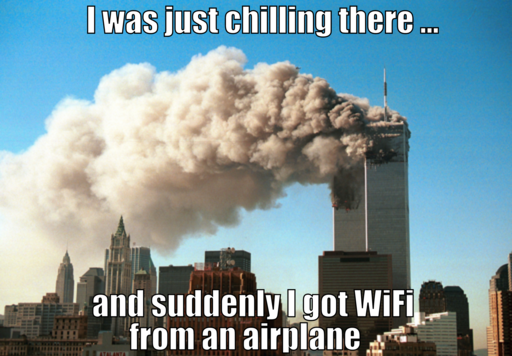 I was just chilling there ...
and suddenly I got WiFi
from an airplane